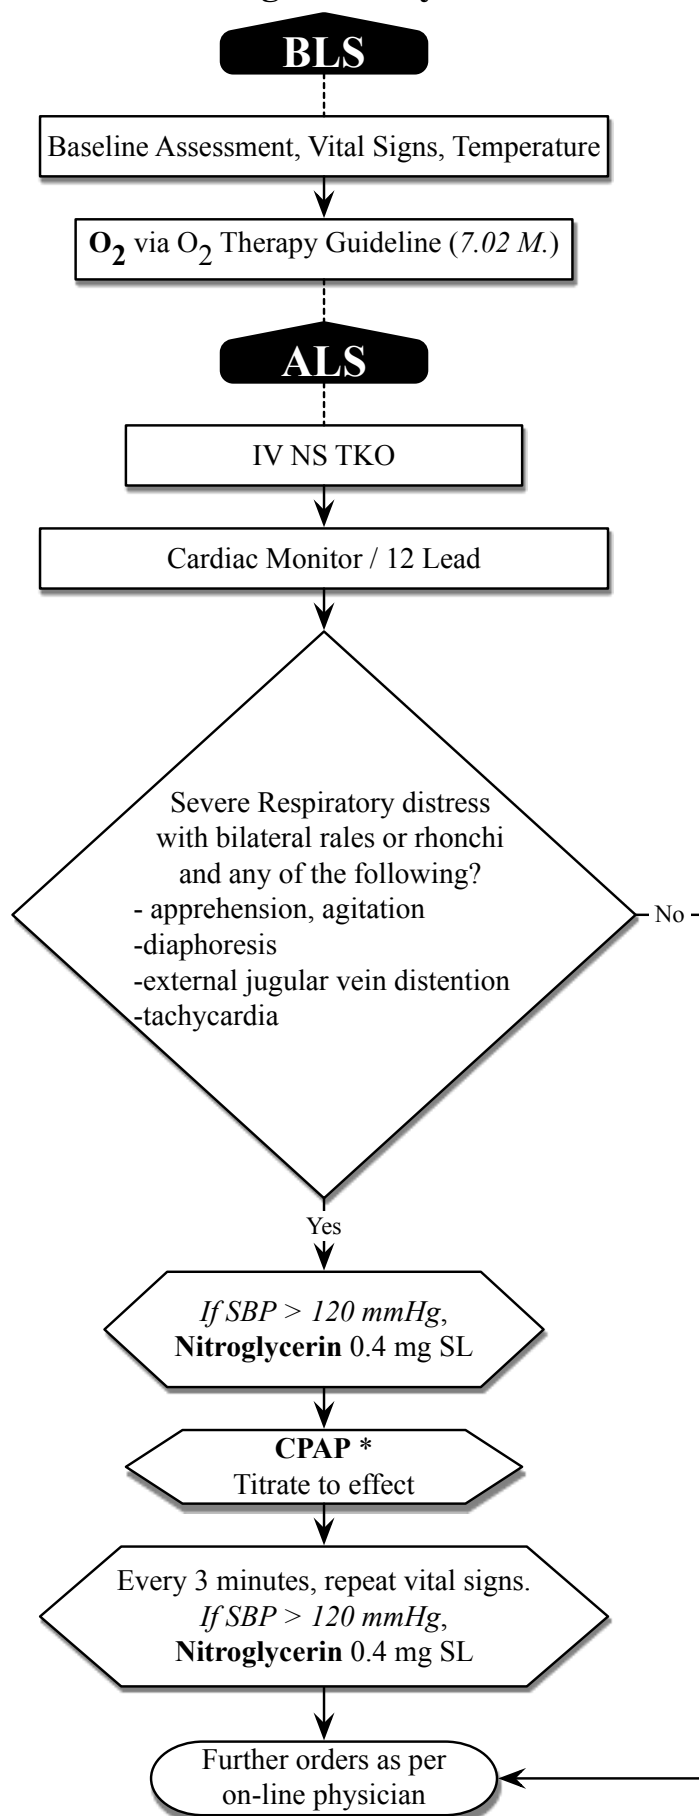 BLS
Baseline Assessment, Vital Signs, Temperature
O2 via O2 Therapy Guideline (7.02 M.)
ALS
IV NS TKO
Cardiac Monitor / 12 Lead
Severe Respiratory distress
with bilateral rales or rhonchi
and any of the following?
- apprehension, agitation
-diaphoresis
-external jugular vein distention
-tachycardia
No
Yes
If SBP > 120 mmHg,
Nitroglycerin 0.4 mg SL
CPAP *
Titrate to effect
Every 3 minutes, repeat vital signs.
If SBP > 120 mmHg,
Nitroglycerin 0.4 mg SL
Further orders as per
on-line physician